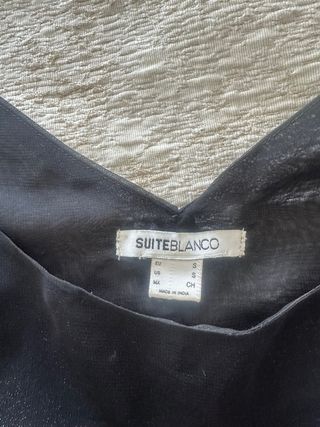 SUITEBLANCO
EU S
US S
MX CH
MADE IN INDIA